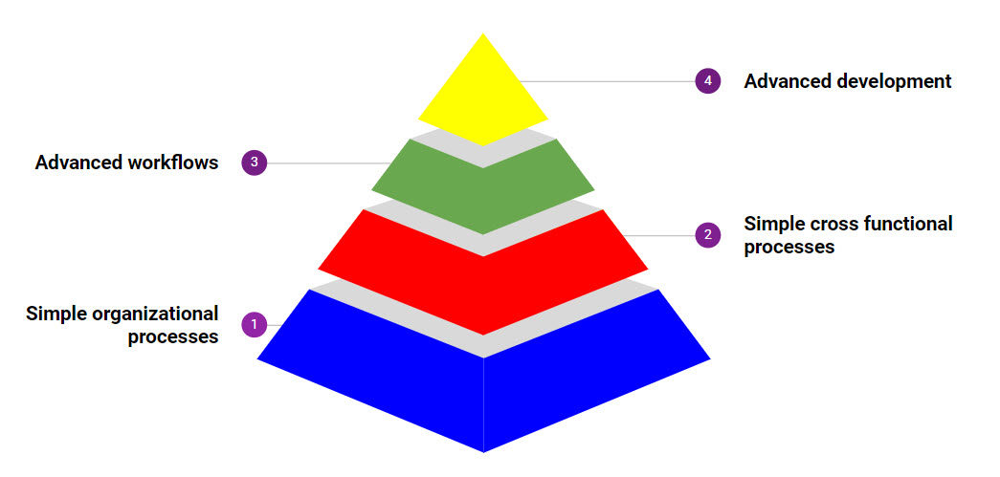 4
Advanced development
Advanced workflows
3
Simple cross functional
processes
2
Simple organizational
processes
1